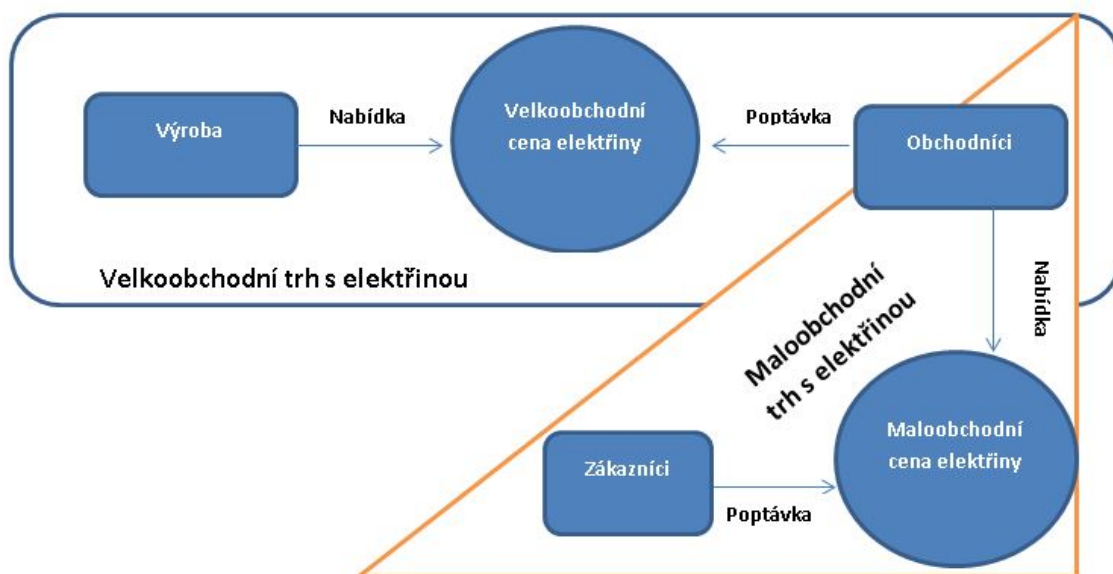 Výroba
Nabídka
Velkoobchodní
cena elektřiny
Poptávka
Obchodníci
Velkoobchodní trh s elektřinou
Nabídka
Maloobchodní
trh s elektřinou
Maloobchodní
cena elektřiny
Zákazníci
Poptávka